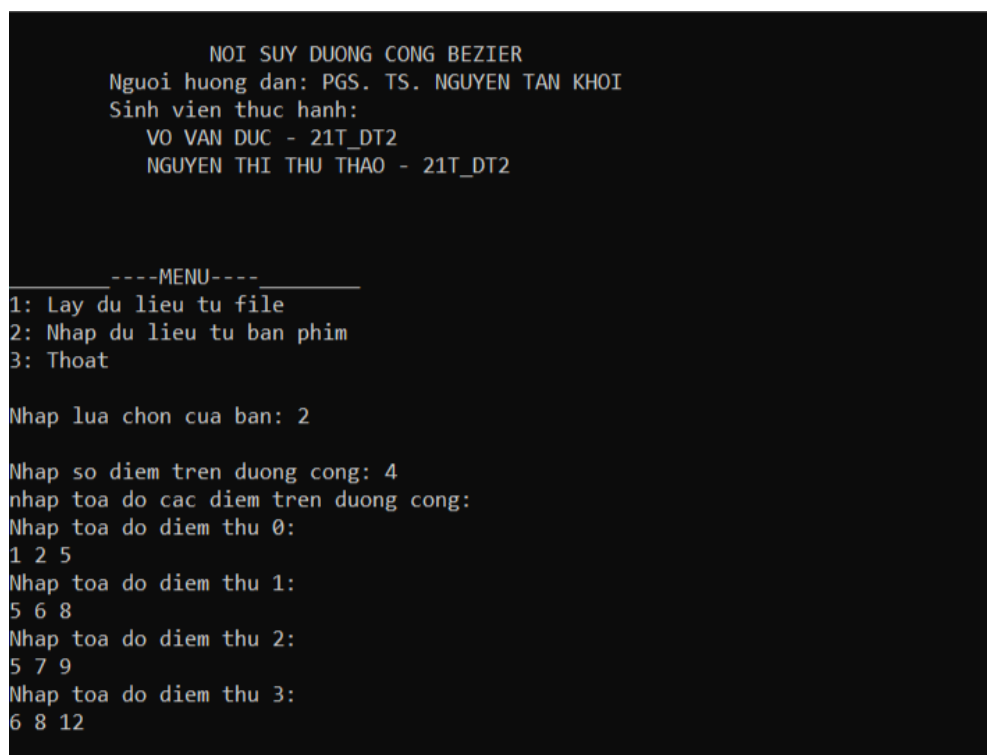 NOI SUY DUONG CONG BEZIER
Nguoi huong dan: PGS. TS. NGUYEN TAN KHOI
Sinh vien thuc hanh:
VO VAN DUC - 21T_DT2
NGUYEN THI THU THAO - 21T_DT2
________----MENU----________
1: Lay du lieu tu file
2: Nhap du lieu tu ban phim
3: Thoat
Nhap lua chon cua ban: 2
Nhap so diem tren duong cong: 4
nhap toa do cac diem tren duong cong:
Nhap toa do diem thu 0:
1 2 5
Nhap toa do diem thu 1:
5 6 8
Nhap toa do diem thu 2:
5 7 9
Nhap toa do diem thu 3:
6 8 12